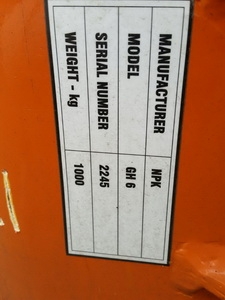 MANUFACTURER NPK
MODEL GH 6
SERIAL NUMBER 2245
WEIGHT - kg 1000